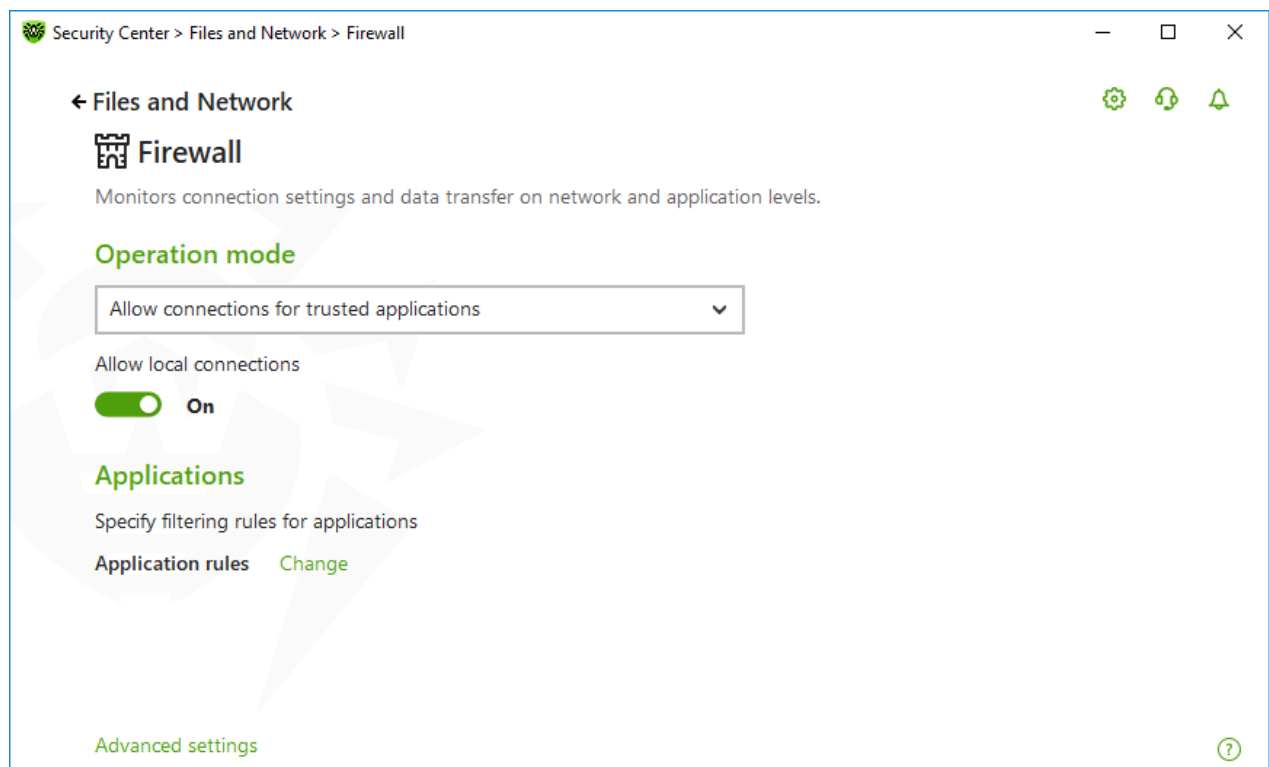 Security Center > Files and Network > Firewall
Files and Network
Firewall
Monitors connection settings and data transfer on network and application levels.
Operation mode
Allow connections for trusted applications
Allow local connections
On
Applications
Specify filtering rules for applications
Application rules Change
Advanced settings
?